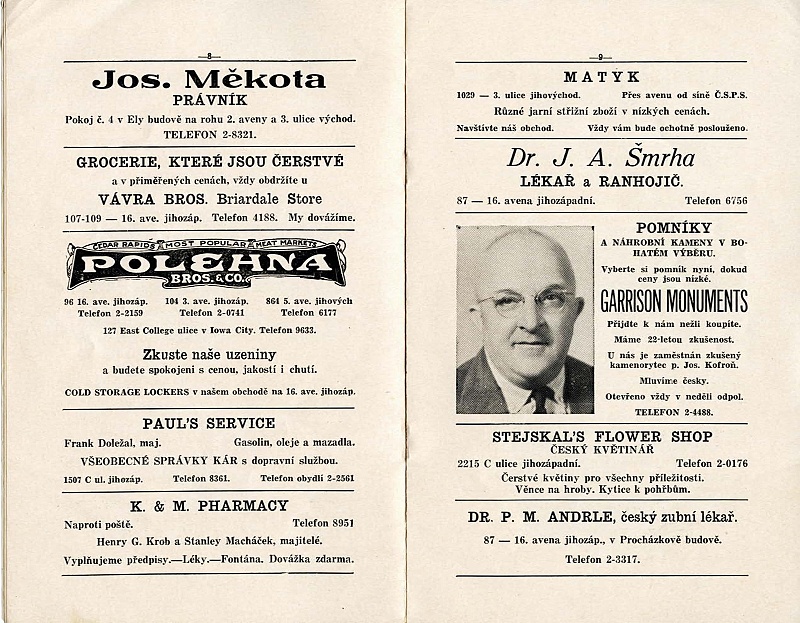 8
Jos. Měkota
PRÁVNÍK
Pokoj č. 4 v Ely budově na rohu 2. aveny a 3. ulice východ.
TELEFON 2-8321.
GROCERIE, KTERÉ JSOU ČERSTVÉ
a v přiměřených cenách, vždy obdržíte u
VÁVRA BROS. Briardale Store
107-109 — 16. ave. jihozáp. Telefon 4188. My dovážíme.
CEDAR RAPIDS MOST POPULAR MEAT MARKETS
POLEHNA
BROS. & CO.
96 16. ave. jihozáp. 104 3. ave. jihozáp. 864 5. ave. jihových
Telefon 2-2159 Telefon 2-0741 Telefon 6177
127 East College ulice v Iowa City. Telefon 9633.
Zkuste naše uzeniny
a budete spokojeni s cenou, jakostí i chutí.
COLD STORAGE LOCKERS v našem obchodě na 16. ave. jihozáp.
PAUL'S SERVICE
Frank Doležal, maj. Gasolin, oleje a mazadla.
VŠEOBECNÉ SPRÁVKY KÁR s dopravní službou.
1507 C ul. jihozáp. Telefon 8361. Telefon obydlí 2-2561
K. & M. PHARMACY
Naproti poště. Telefon 8951
Henry G. Krob a Stanley Macháček, majitelé.
Vyplňujeme předpisy.—Léky.—Fontána. Dovážka zdarma.
9
MATYK
1029 — 3. ulice jihovýchod. Přes avenu od síně Č.S.P.S.
Různé jarní střižní zboží v nízkých cenách.
Navštivte náš obchod. Vždy vám bude ochotně poslouženo.
Dr. J. A. Šmrha
LÉKAŘ a RANHOJIČ.
87 — 16. avena jihozápadní. Telefon 6756
POMNÍKY
A NÁHROBNÍ KAMENY V BO-
HATÉM VÝBĚRU.
Vyberte si pomník nyní, dokud
ceny jsou nízké.
GARRISON MONUMENTS
Přijďte k nám nežli koupíte.
Máme 22-letou zkušenost.
U nás je zaměstnán zkušený
kamenorytec p. Jos. Kofroň.
Mluvíme česky.
Otevřeno vždy v neděli odpol.
TELEFON 2-4488.
STEJSKAL'S FLOWER SHOP
ČESKÝ KVĚTINÁŘ
2215 C ulice jihozápadní. Telefon 2-0176
Čerstvé květiny pro všechny příležitosti.
Věnce na hroby. Kytice k pohřbům.
DR. P. M. ANDRLE, český zubní lékař.
87 — 16. avena jihozáp., v Procházkově budově.
Telefon 2-3317.